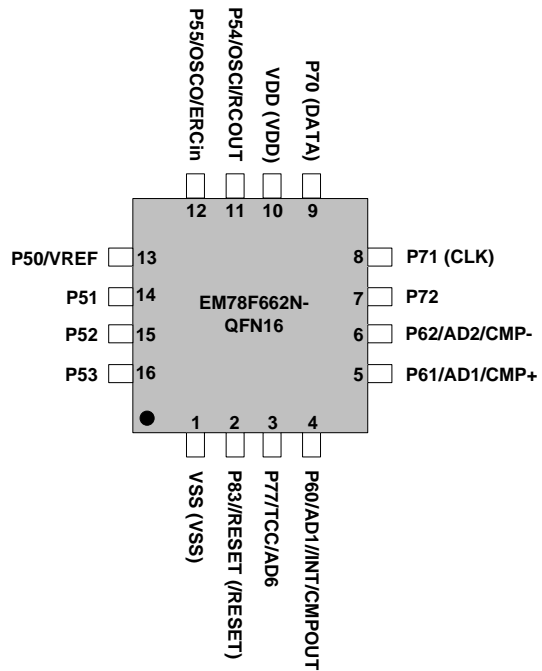 P55/OSCO/ERCin
P54/OSCI/RCOUT
VDD (VDD)
P70 (DATA)
12
11
10
9
P50/VREF
13
8
P71 (CLK)
P51
14
EM78F662N-
QFN16
7
P72
P52
15
6
P62/AD2/CMP-
P53
16
5
P61/AD1/CMP+
1
2
3
4
VSS (VSS)
P83//RESET (/RESET)
P77/TCC/AD6
P60/AD1//INT/CMPOUT